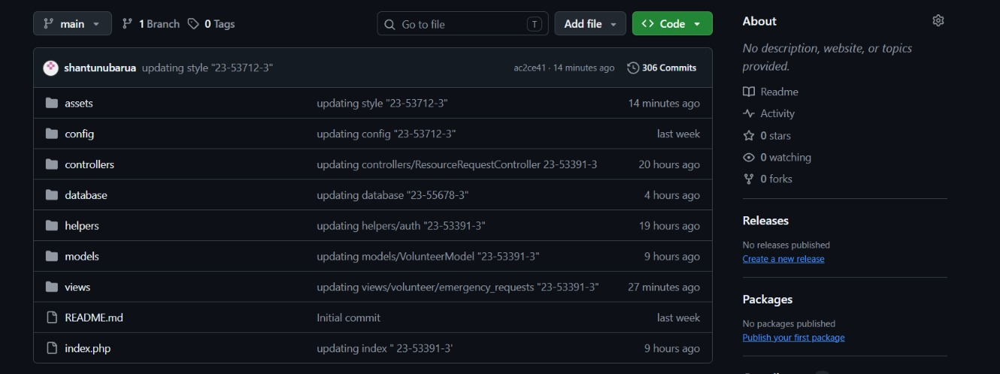 main
1 Branch
0 Tags
Go to file
T
Add file
Code
shantunubarua updating style "23-53712-3"
ac2ce41 · 14 minutes ago
306 Commits
assets updating style "23-53712-3" 14 minutes ago
config updating config "23-53712-3" last week
controllers updating controllers/ResourceRequestController 23-53391-3 20 hours ago
database updating database "23-55678-3" 4 hours ago
helpers updating helpers/auth "23-53391-3" 19 hours ago
models updating models/VolunteerModel "23-53391-3" 9 hours ago
views updating views/volunteer/emergency_requests "23-53391-3" 27 minutes ago
README.md Initial commit last week
index.php updating index " 23-53391-3' 9 hours ago
About
No description, website, or topics
provided.
Readme
Activity
0 stars
0 watching
0 forks
Releases
No releases published
Create a new release
Packages
No packages published
Publish your first package